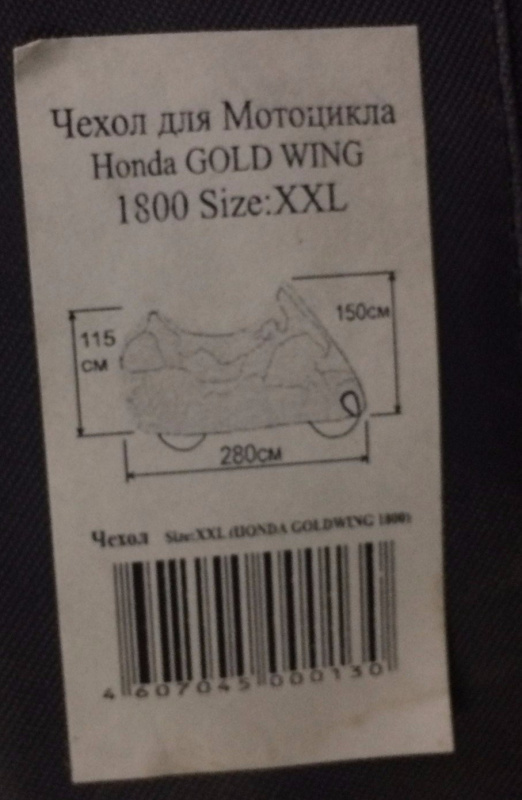 Чехол для Мотоцикла
Honda GOLD WING
1800 Size:XXL
150см
115
см
280см
Чехол Size:XXL (HONDA GOLDWING 1800)
4 607045 000130